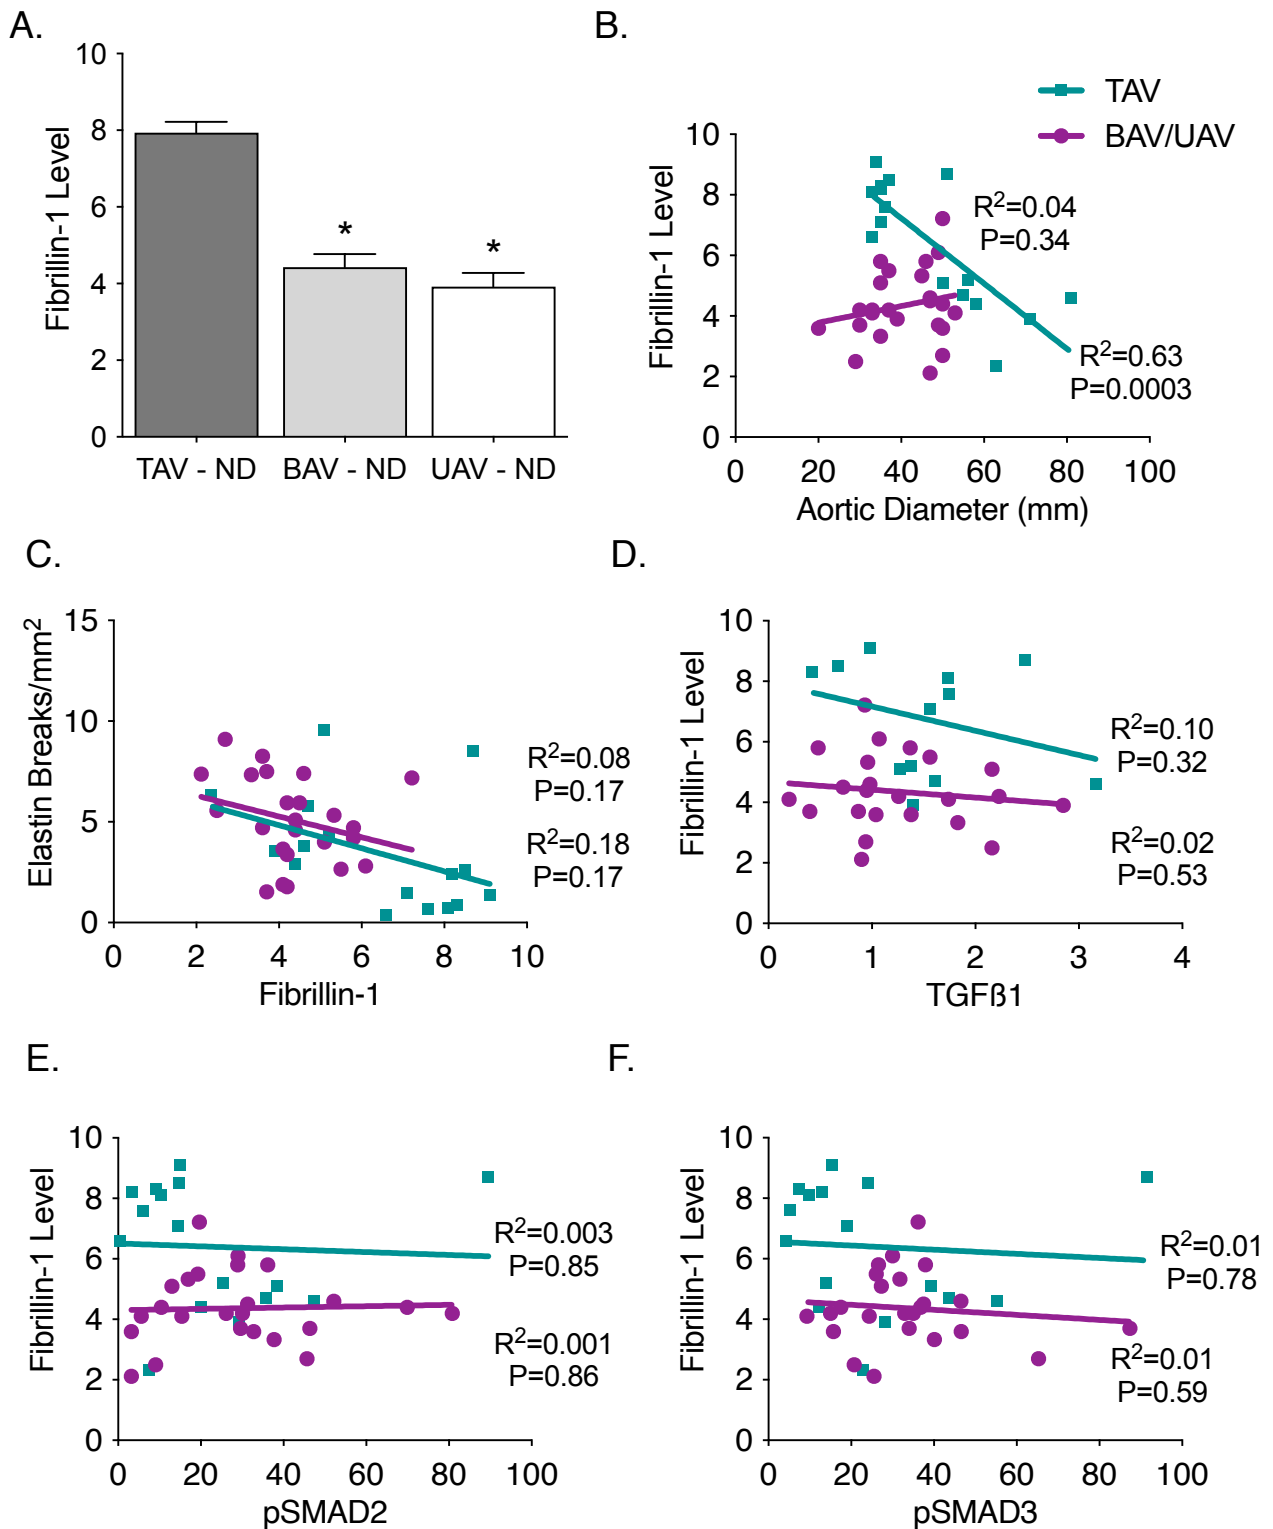 A.
10
8
6
4
2
0
Fibrillin-1 Level
*
*
TAV - ND
BAV - ND
UAV - ND
B.
TAV
BAV/UAV
10
8
6
4
2
0
Fibrillin-1 Level
R²=0.04
P=0.34
R²=0.63
P=0.0003
0 20 40 60 80 100
Aortic Diameter (mm)
C.
15
10
5
0
Elastin Breaks/mm²
R²=0.08
P=0.17
R²=0.18
P=0.17
0 2 4 6 8 10
Fibrillin-1
D.
10
8
6
4
2
0
Fibrillin-1 Level
R²=0.10
P=0.32
R²=0.02
P=0.53
0 1 2 3 4
TGFß1
E.
10
8
6
4
2
0
Fibrillin-1 Level
R²=0.003
P=0.85
R²=0.001
P=0.86
0 20 40 60 80 100
pSMAD2
F.
10
8
6
4
2
0
Fibrillin-1 Level
R²=0.01
P=0.78
R²=0.01
P=0.59
0 20 40 60 80 100
pSMAD3